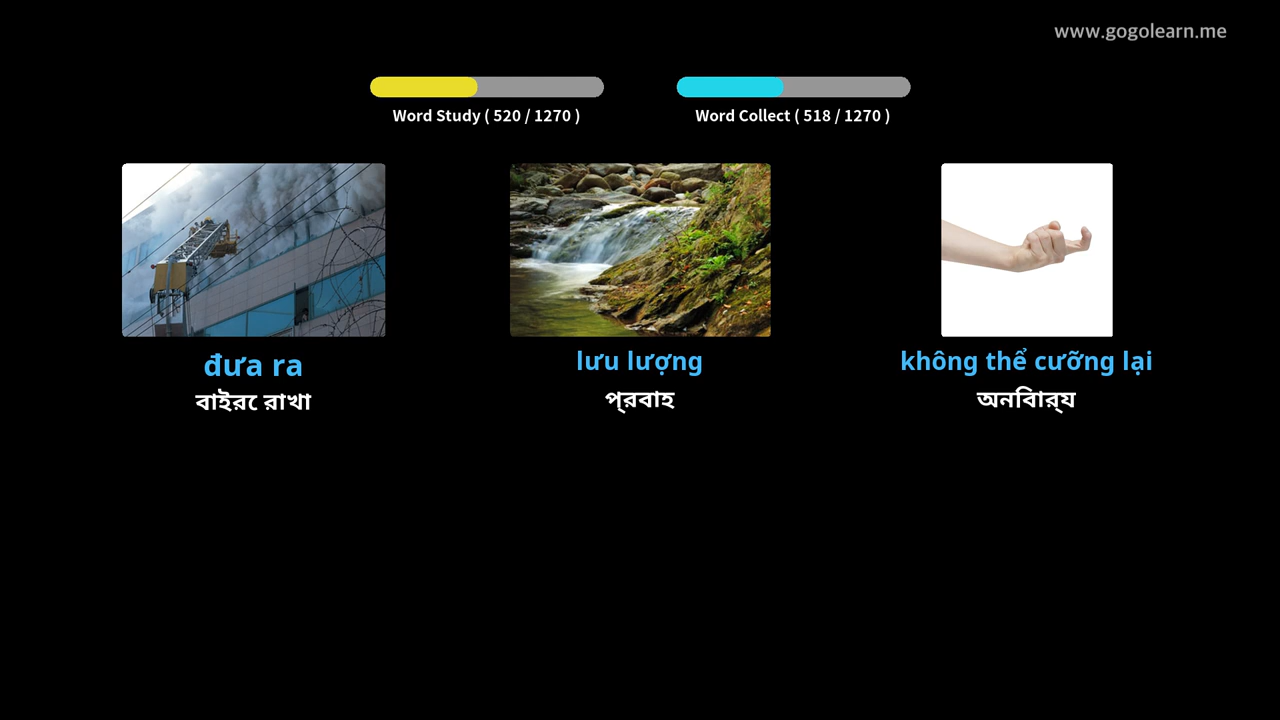 www.gogolearn.me
Word Study ( 520 / 1270 )
Word Collect ( 518 / 1270 )
đưa ra
lưu lượng
không thể cưỡng lại
বাইরে রাখা
প্রবাহ
অনিবার্য